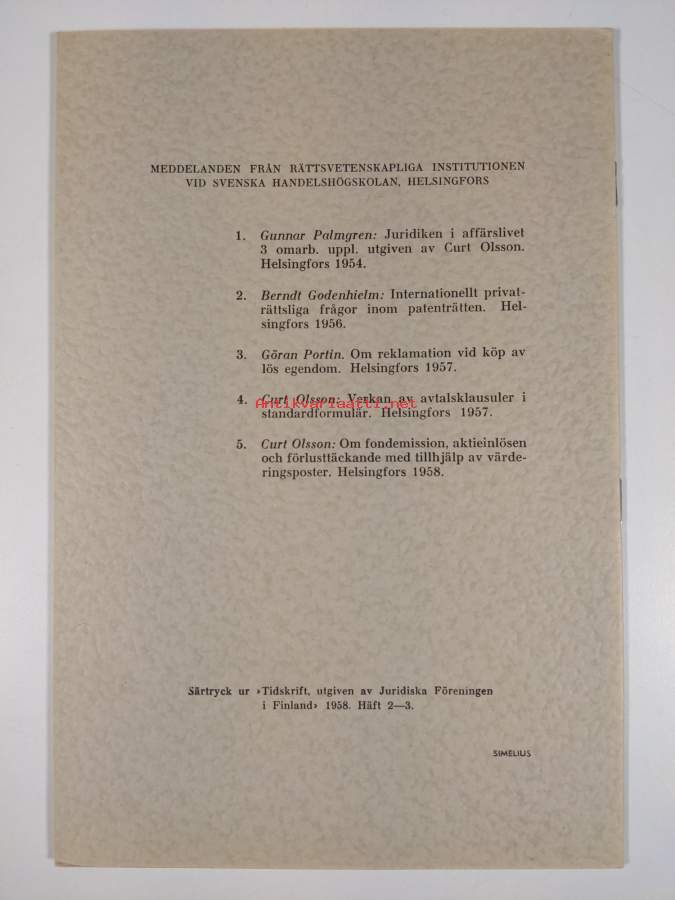 MEDDELANDEN FRÅN RÄTTSVETENSKAPLIGA INSTITUTIONEN
VID SVENSKA HANDELSHÖGSKOLAN, HELSINGFORS
1. Gunnar Palmgren: Juridiken i affärslivet
3 omarb. uppl. utgiven av Curt Olsson.
Helsingfors 1954.
2. Berndt Godenhielm: Internationellt privat-
rättsliga frågor inom patenträtten. Hel-
singfors 1956.
3. Göran Portin. Om reklamation vid köp av
lös egendom. Helsingfors 1957.
4. Curt Olsson: Verkan av avtalsklausuler i
Antikvariaatti.net
standardformulär. Helsingfors 1957.
5. Curt Olsson: Om fondemission, aktieinlösen
och förlusttäckande med tillhjälp av värde-
ringsposter. Helsingfors 1958.
Särtryck ur »Tidskrift, utgiven av Juridiska Föreningen
i Finland» 1958. Häft 2—3.
SIMELIUS